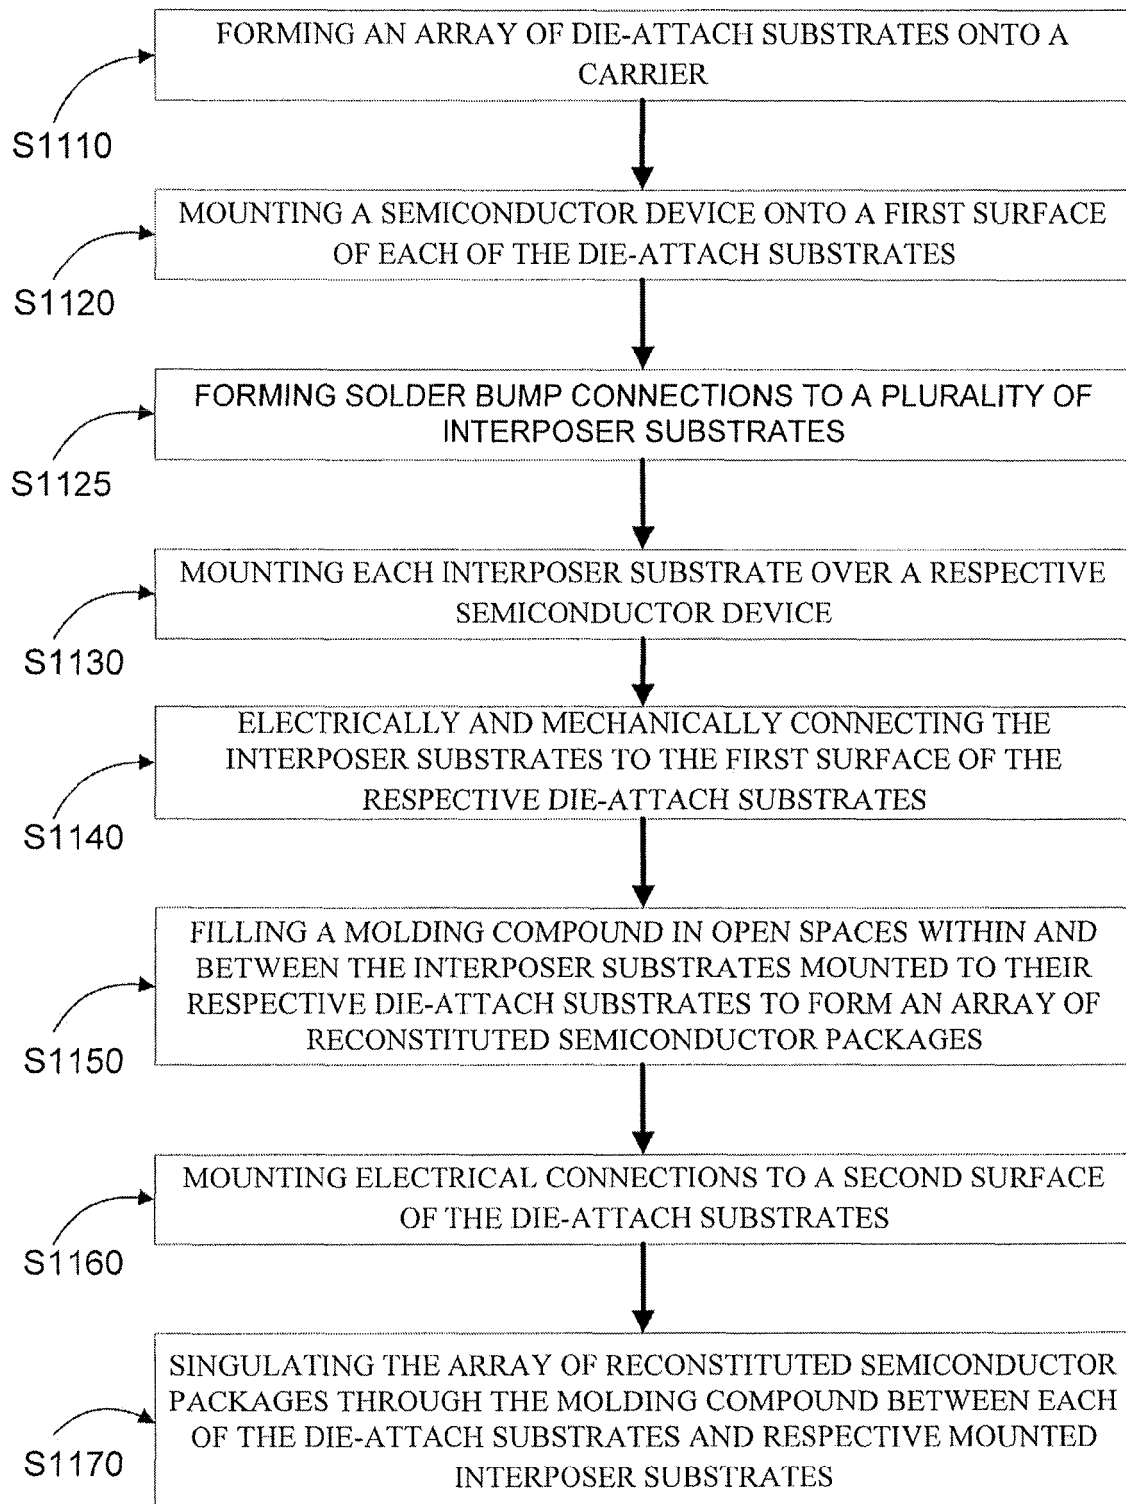 FORMING AN ARRAY OF DIE-ATTACH SUBSTRATES ONTO A
CARRIER
S1110
MOUNTING A SEMICONDUCTOR DEVICE ONTO A FIRST SURFACE
OF EACH OF THE DIE-ATTACH SUBSTRATES
S1120
FORMING SOLDER BUMP CONNECTIONS TO A PLURALITY OF
INTERPOSER SUBSTRATES
S1125
MOUNTING EACH INTERPOSER SUBSTRATE OVER A RESPECTIVE
SEMICONDUCTOR DEVICE
S1130
ELECTRICALLY AND MECHANICALLY CONNECTING THE
INTERPOSER SUBSTRATES TO THE FIRST SURFACE OF THE
RESPECTIVE DIE-ATTACH SUBSTRATES
S1140
FILLING A MOLDING COMPOUND IN OPEN SPACES WITHIN AND
BETWEEN THE INTERPOSER SUBSTRATES MOUNTED TO THEIR
RESPECTIVE DIE-ATTACH SUBSTRATES TO FORM AN ARRAY OF
RECONSTITUTED SEMICONDUCTOR PACKAGES
S1150
MOUNTING ELECTRICAL CONNECTIONS TO A SECOND SURFACE
OF THE DIE-ATTACH SUBSTRATES
S1160
SINGULATING THE ARRAY OF RECONSTITUTED SEMICONDUCTOR
PACKAGES THROUGH THE MOLDING COMPOUND BETWEEN EACH
OF THE DIE-ATTACH SUBSTRATES AND RESPECTIVE MOUNTED
INTERPOSER SUBSTRATES
S1170